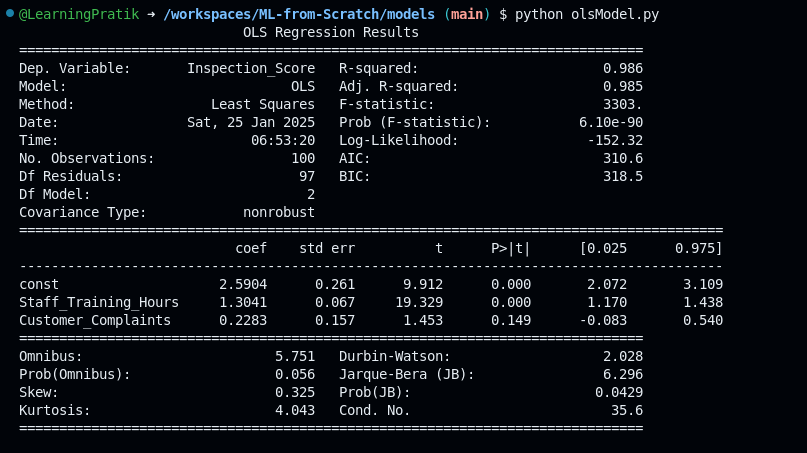 @LearningPratik ➜ /workspaces/ML-from-Scratch/models (main) $ python olsModel.py
                            OLS Regression Results
==============================================================================
Dep. Variable:       Inspection_Score   R-squared:                       0.986
Model:                            OLS   Adj. R-squared:                  0.985
Method:                 Least Squares   F-statistic:                     3303.
Date:                Sat, 25 Jan 2025   Prob (F-statistic):           6.10e-90
Time:                        06:53:20   Log-Likelihood:                -152.32
No. Observations:                 100   AIC:                             310.6
Df Residuals:                      97   BIC:                             318.5
Df Model:                           2
Covariance Type:            nonrobust
========================================================================================
                           coef    std err          t      P>|t|      [0.025      0.975]
----------------------------------------------------------------------------------------
const                    2.5904      0.261      9.912      0.000       2.072       3.109
Staff_Training_Hours     1.3041      0.067     19.329      0.000       1.170       1.438
Customer_Complaints      0.2283      0.157      1.453      0.149      -0.083       0.540
==============================================================================
Omnibus:                        5.751   Durbin-Watson:                   2.028
Prob(Omnibus):                  0.056   Jarque-Bera (JB):                6.296
Skew:                           0.325   Prob(JB):                       0.0429
Kurtosis:                       4.043   Cond. No.                         35.6
==============================================================================